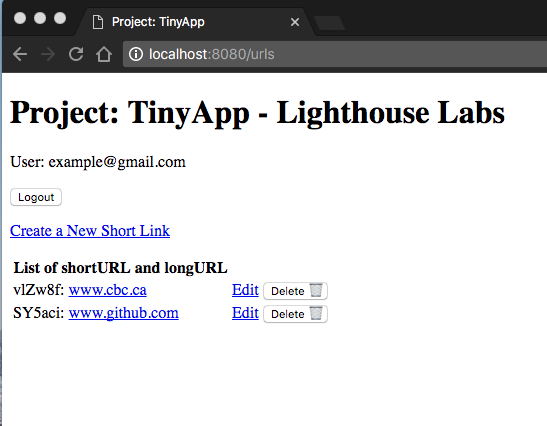 Project: TinyApp
localhost:8080/urls
Project: TinyApp - Lighthouse Labs
User: example@gmail.com
Logout
Create a New Short Link
List of shortURL and longURL
vlZw8f: www.cbc.ca Edit Delete
SY5aci: www.github.com Edit Delete